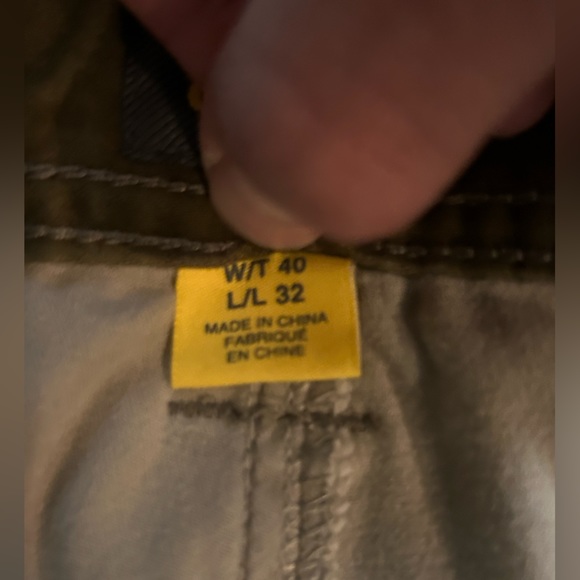 W/T 40
L/L 32
MADE IN CHINA
FABRIQUÉ
EN CHINE